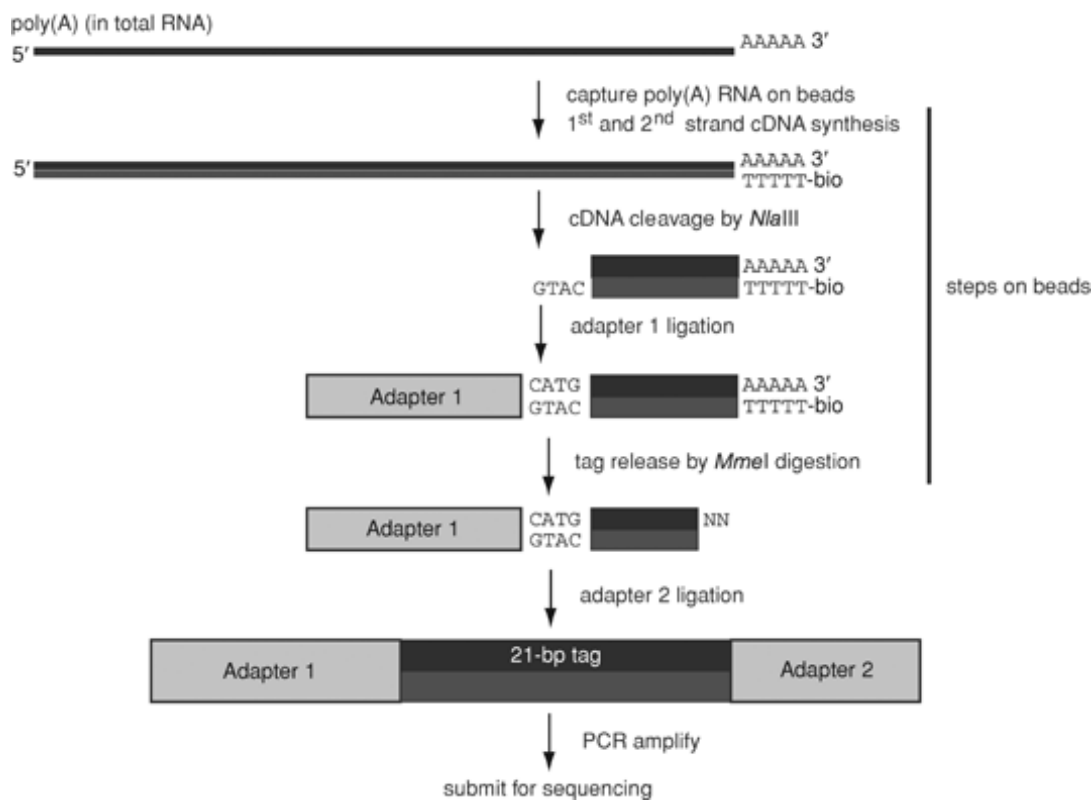 poly(A) (in total RNA)
5′ AAAAA 3′
capture poly(A) RNA on beads
1st and 2nd strand cDNA synthesis
5′ AAAAA 3′
TTTTT-bio
cDNA cleavage by NlaIII
AAAAA 3′
GTAC TTTTT-bio
steps on beads
adapter 1 ligation
Adapter 1 CATG AAAAA 3′
GTAC TTTTT-bio
tag release by MmeI digestion
Adapter 1 CATG NN
GTAC
adapter 2 ligation
Adapter 1 21-bp tag Adapter 2
PCR amplify
submit for sequencing